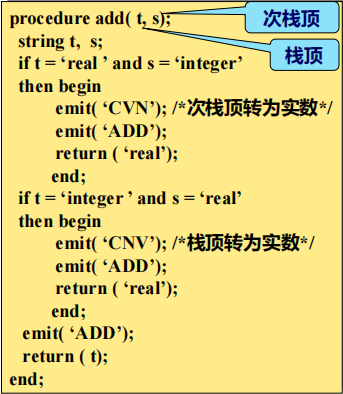 procedure add( t, s);
次栈顶
string t, s;
栈顶
if t = ‘real ’ and s = ‘integer’
then begin
emit( ‘CVN’); /*次栈顶转为实数*/
emit( ‘ADD’);
return ( ‘real’);
end;
if t = ‘integer ’ and s = ‘real’
then begin
emit( ‘CNV’); /*栈顶转为实数*/
emit( ‘ADD’);
return ( ‘real’);
end;
emit( ‘ADD’);
return ( t);
end;